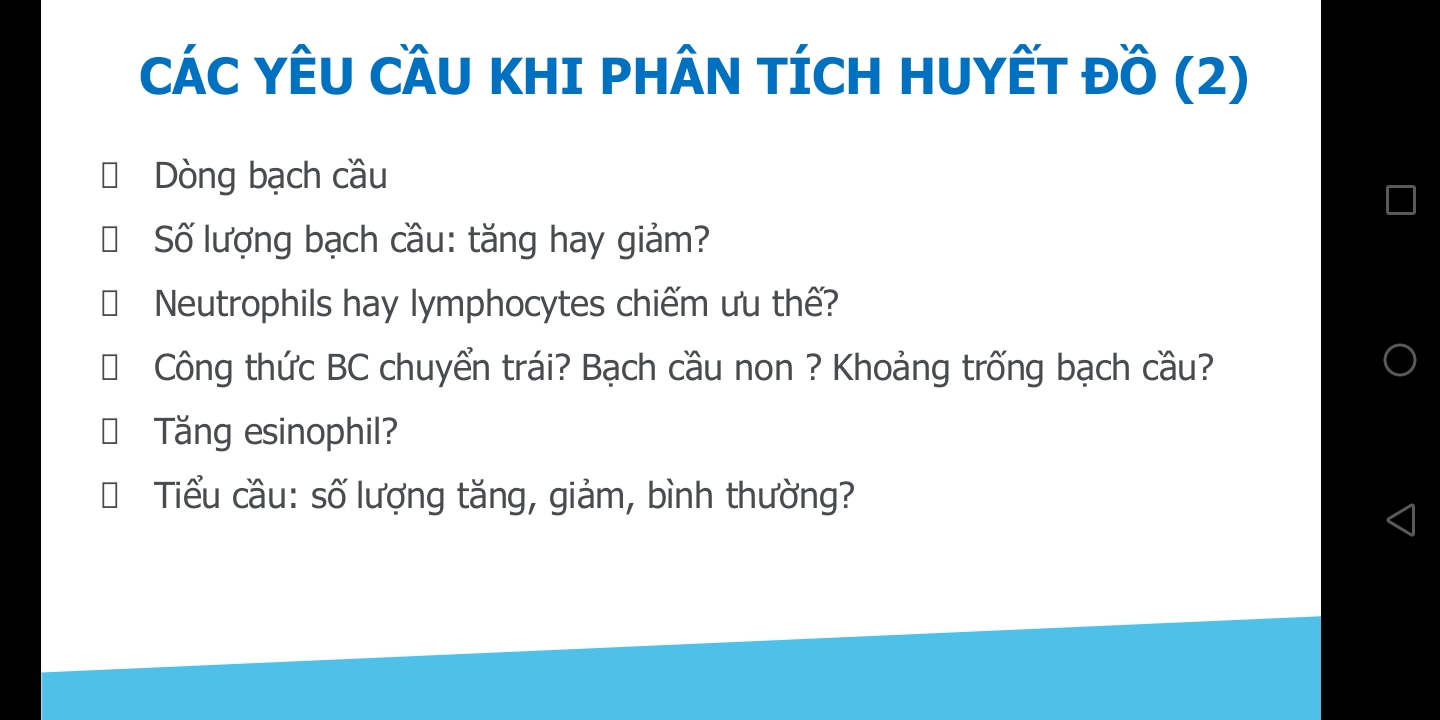 CÁC YÊU CẦU KHI PHÂN TÍCH HUYẾT ĐỒ (2)
Dòng bạch cầu
Số lượng bạch cầu: tăng hay giảm?
Neutrophils hay lymphocytes chiếm ưu thế?
Công thức BC chuyển trái? Bạch cầu non ? Khoảng trống bạch cầu?
Tăng esinophil?
Tiểu cầu: số lượng tăng, giảm, bình thường?